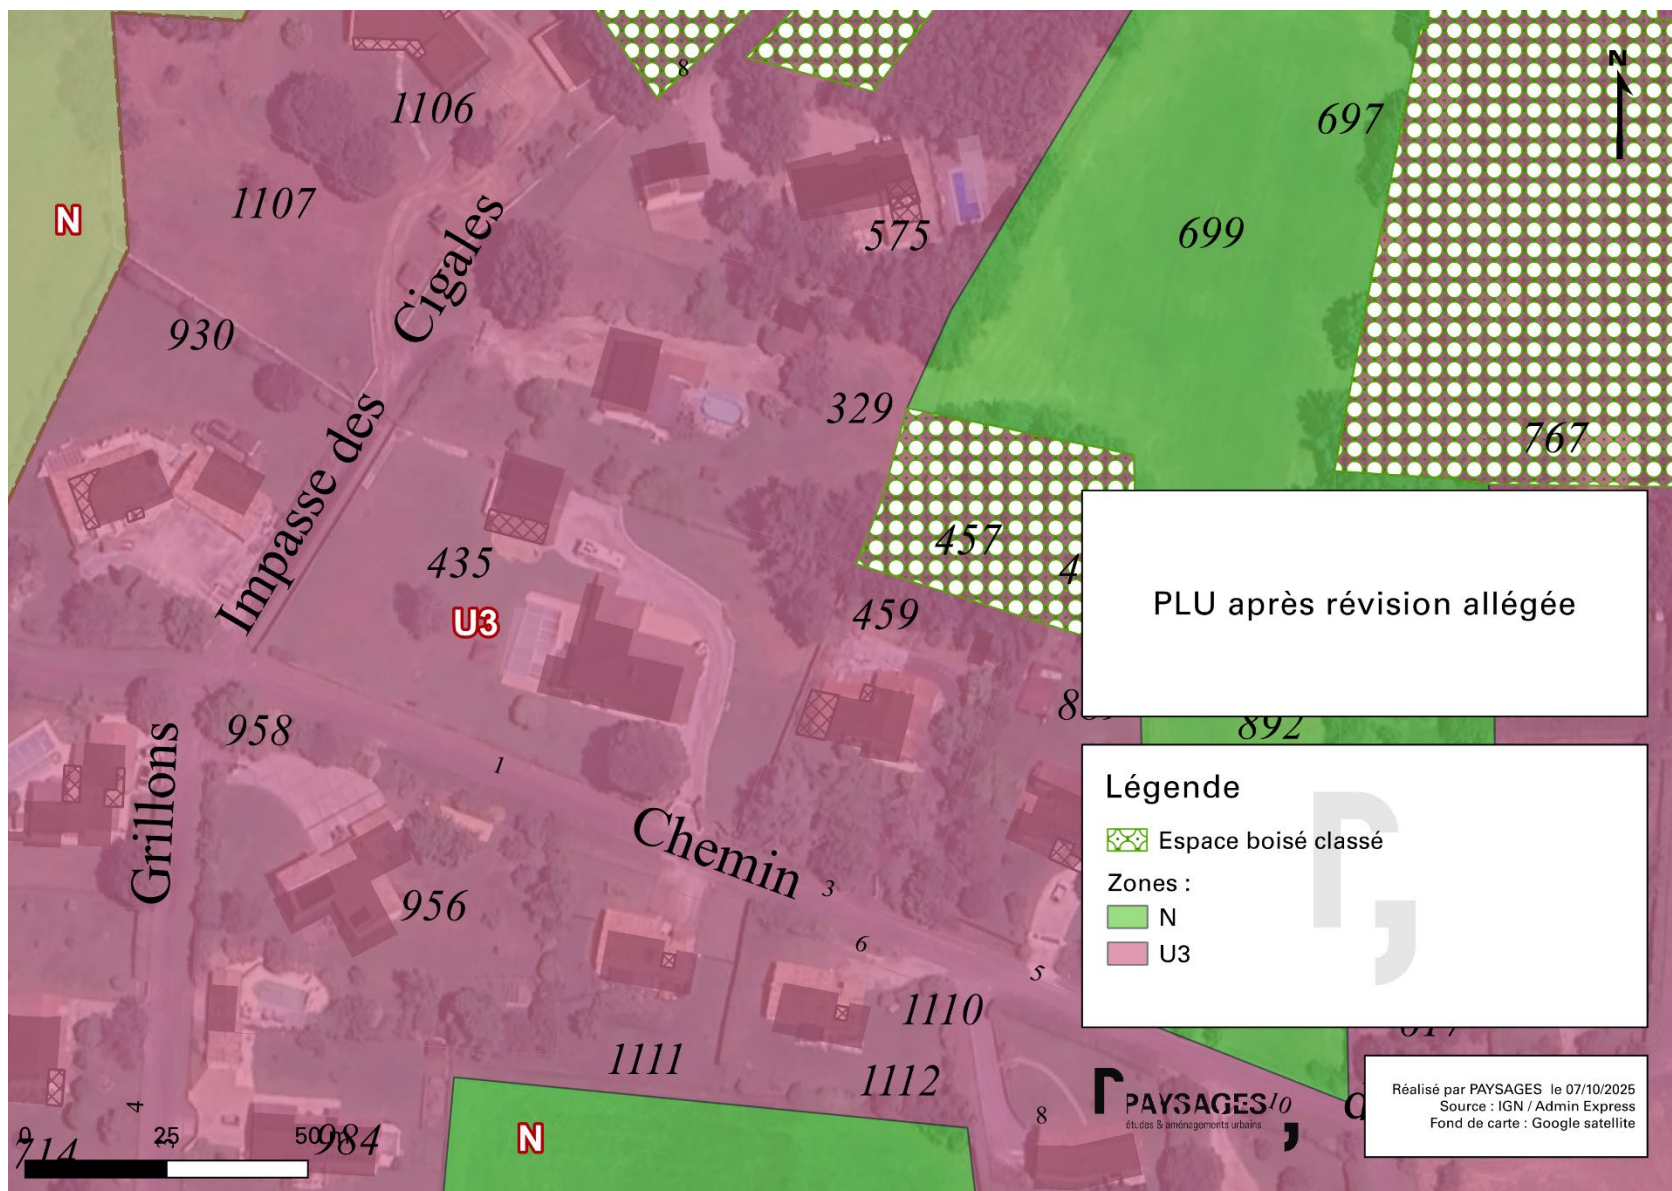 1106
8
N
697
1107
N
699
575
Impasse des Cigales
930
329
767
457
435
459
U3
PLU après révision allégée
958
892
1
Grillons
Légende
Espace boisé classé
Zones :
N
U3
Chemin
3
956
6
5
1110
1111
1112
PAYSAGES
études & aménagements urbains
10
8
4
N
0 25 50 m
714
984
Réalisé par PAYSAGES le 07/10/2025
Source : IGN / Admin Express
Fond de carte : Google satellite